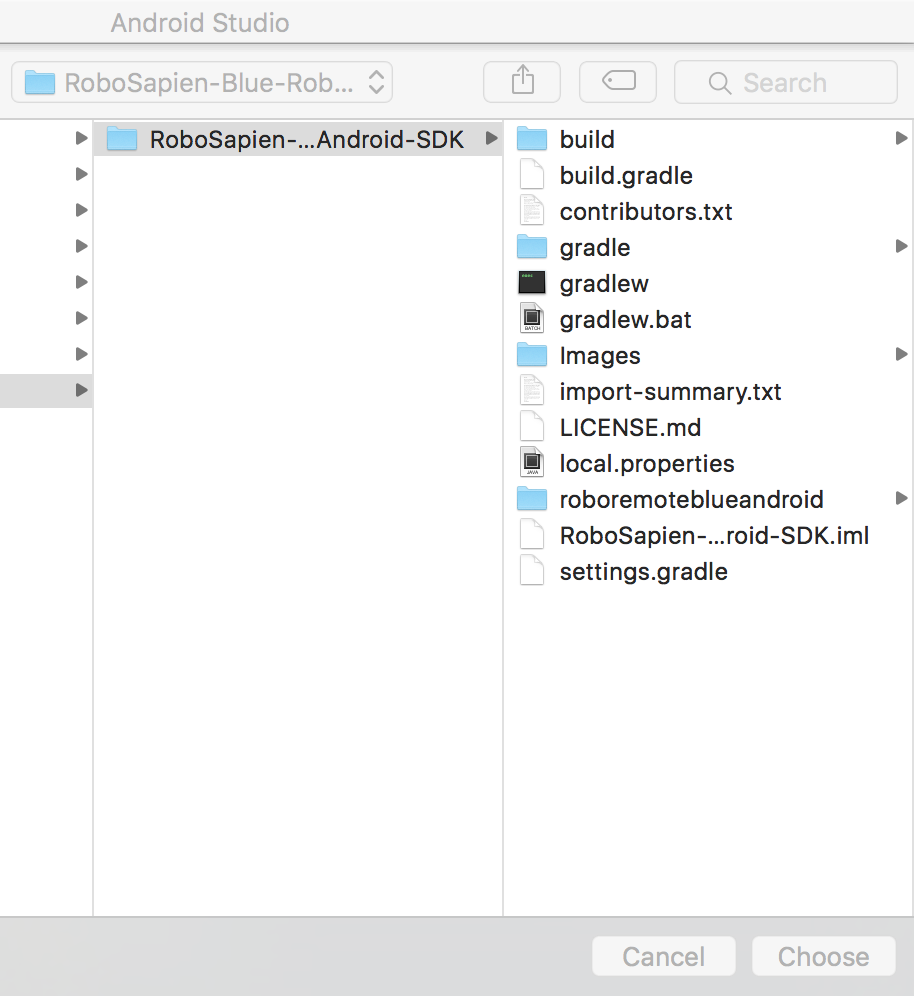 Android Studio
RoboSapien-Blue-Rob...
Search
RoboSapien-...Android-SDK
build
build.gradle
contributors.txt
gradle
gradlew
gradlew.bat
Images
import-summary.txt
LICENSE.md
local.properties
roboremoteblueandroid
RoboSapien-...roid-SDK.iml
settings.gradle
Cancel
Choose